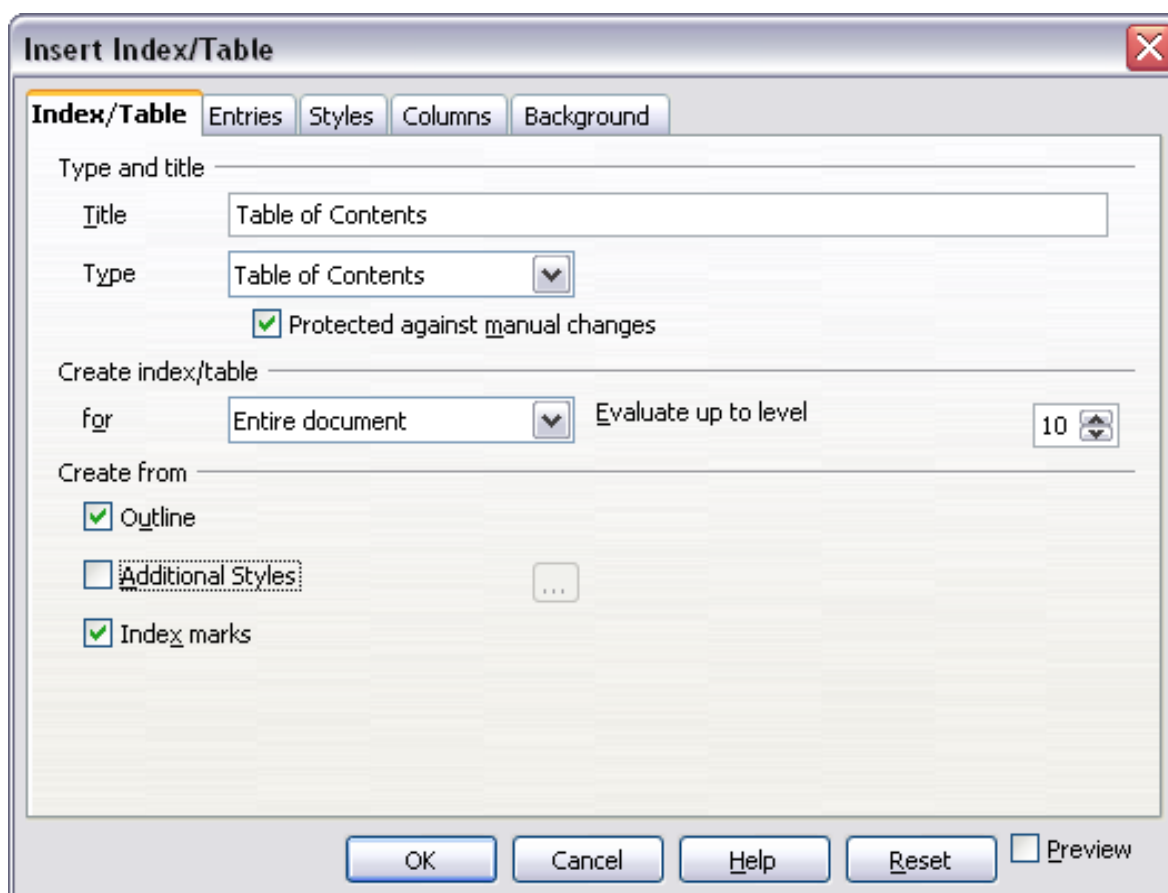 Insert Index/Table
Index/Table Entries Styles Columns Background
Type and title
Title Table of Contents
Type Table of Contents
Protected against manual changes
Create index/table
for Entire document Evaluate up to level 10
Create from
Outline
Additional Styles ...
Index marks
OK Cancel Help Reset Preview